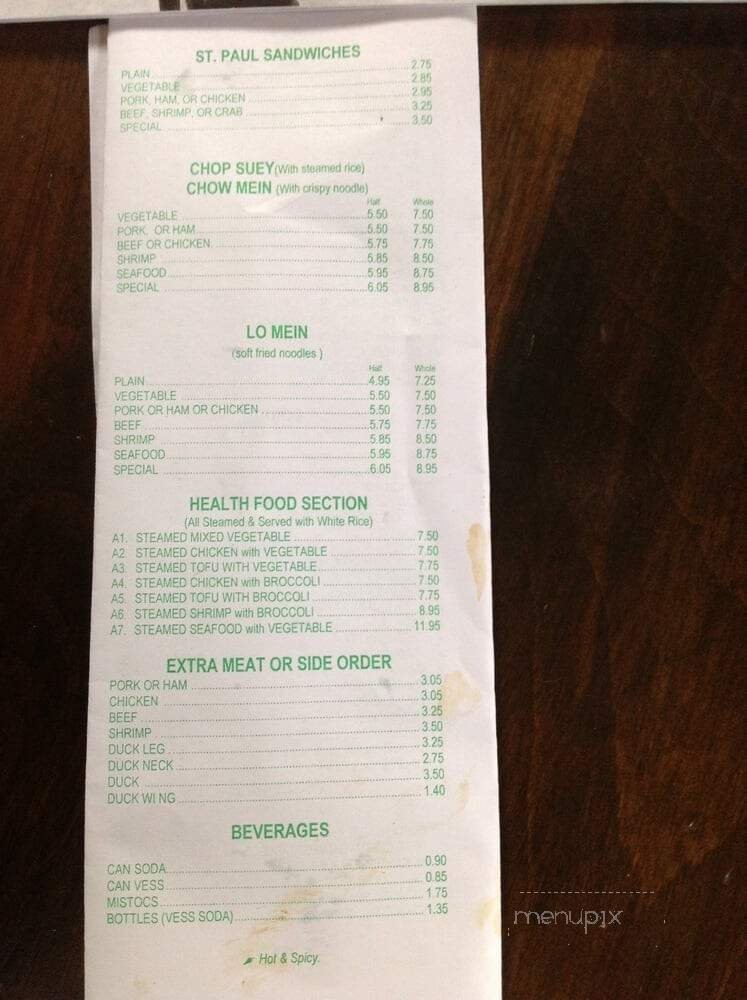 ST. PAUL SANDWICHES
PLAIN 2.75
VEGETABLE 2.85
PORK, HAM, OR CHICKEN 2.95
BEEF, SHRIMP, OR CRAB 3.25
SPECIAL 3.50
CHOP SUEY (With steamed rice)
CHOW MEIN (With crispy noodle)
Half Whole
VEGETABLE 5.50 7.50
PORK, OR HAM 5.50 7.50
BEEF OR CHICKEN 5.75 7.75
SHRIMP 5.85 8.50
SEAFOOD 5.95 8.75
SPECIAL 6.05 8.95
LO MEIN
(soft fried noodles )
Half Whole
PLAIN 4.95 7.25
VEGETABLE 5.50 7.50
PORK OR HAM OR CHICKEN 5.50 7.50
BEEF 5.75 7.75
SHRIMP 5.85 8.50
SEAFOOD 5.95 8.75
SPECIAL 6.05 8.95
HEALTH FOOD SECTION
(All Steamed & Served with White Rice)
A1. STEAMED MIXED VEGETABLE 7.50
A2 STEAMED CHICKEN with VEGETABLE 7.50
A3. STEAMED TOFU WITH VEGETABLE 7.75
A4. STEAMED CHICKEN with BROCCOLI 7.50
A5. STEAMED TOFU WITH BROCCOLI 7.75
A6. STEAMED SHRIMP with BROCCOLI 8.95
A7. STEAMED SEAFOOD with VEGETABLE 11.95
EXTRA MEAT OR SIDE ORDER
PORK OR HAM 3.05
CHICKEN 3.05
BEEF 3.25
SHRIMP 3.50
DUCK LEG 3.25
DUCK NECK 2.75
DUCK 3.50
DUCK WI NG 1.40
BEVERAGES
CAN SODA 0.90
CAN VESS 0.85
MISTOCS 1.75
BOTTLES (VESS SODA) 1.35
Hot & Spicy.
menupix